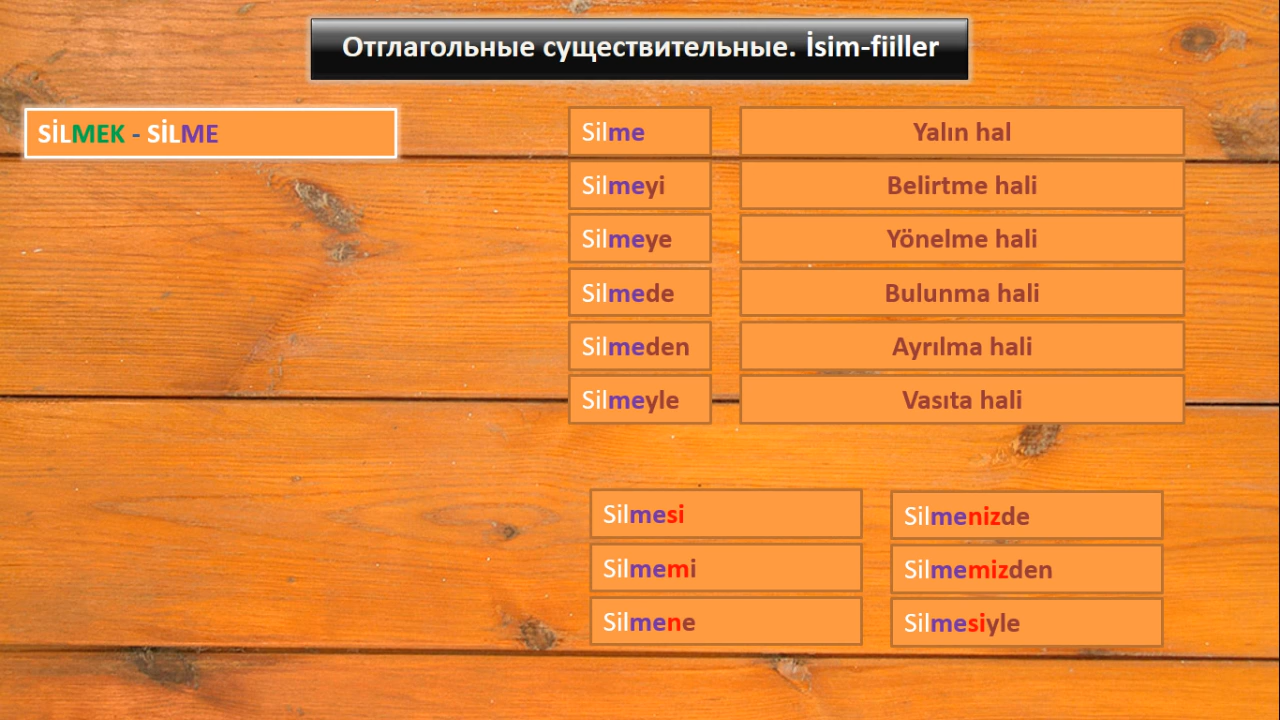 Отглагольные существительные. İsim-fiiller
SİLMEK - SİLME
Silme Yalın hal
Silmeyi Belirtme hali
Silmeye Yönelme hali
Silmede Bulunma hali
Silmeden Ayrılma hali
Silmeyle Vasıta hali
Silmesi Silmenizde
Silmemi Silmemizden
Silmene Silmesiyle